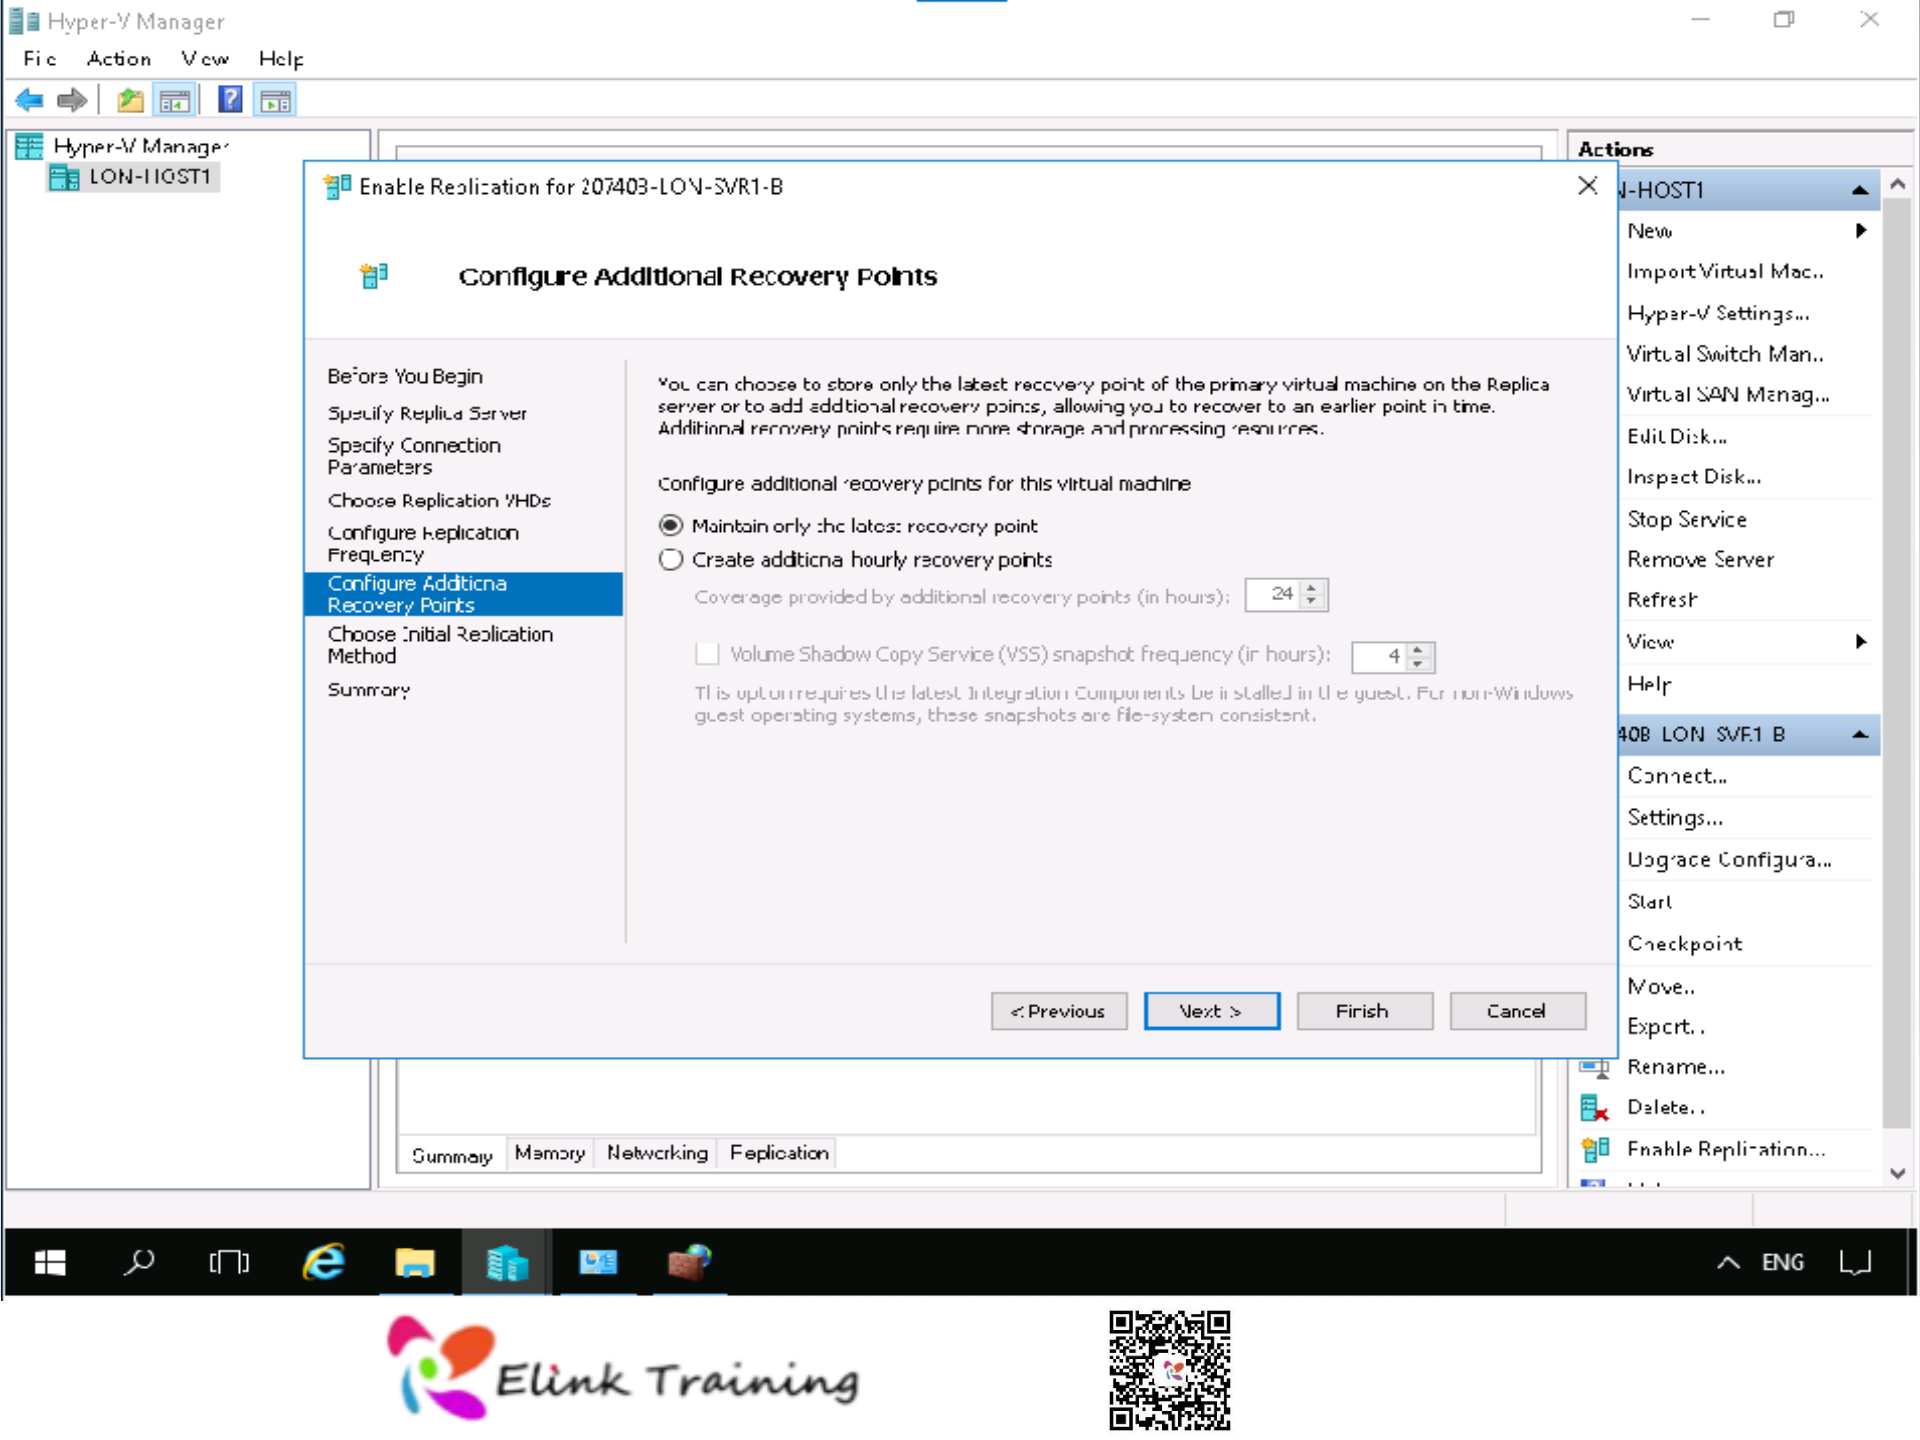 Hyper-V Manager
File Action View Help
Hyper-V Manager
LON-HOST1
Enable Replication for 20740B-LON-SVR1-B
Configure Additional Recovery Points
Before You Begin
Specify Replica Server
Specify Connection
Parameters
Choose Replication VHDs
Configure Replication
Frequency
Configure Additional
Recovery Points
Choose Initial Replication
Method
Summary
You can choose to store only the latest recovery point of the primary virtual machine on the Replica
server or to add additional recovery points, allowing you to recover to an earlier point in time.
Additional recovery points require more storage and processing resources.
Configure additional recovery points for this virtual machine
Maintain only the latest recovery point
Create additional hourly recovery points
Coverage provided by additional recovery points (in hours): 24
Volume Shadow Copy Service (VSS) snapshot frequency (in hours): 4
This option requires the latest Integration Components be installed in the guest. For non-Windows
guest operating systems, these snapshots are file-system consistent.
< Previous Next > Finish Cancel
Summary Memory Networking Replication
Actions
N-HOST1
New
Import Virtual Mac...
Hyper-V Settings...
Virtual Switch Man...
Virtual SAN Manag...
Edit Disk...
Inspect Disk...
Stop Service
Remove Server
Refresh
View
Help
40B-LON-SVR1-B
Connect...
Settings...
Upgrade Configura...
Start
Checkpoint
Move...
Export...
Rename...
Delete...
Enable Replication...
ENG
Elink Training